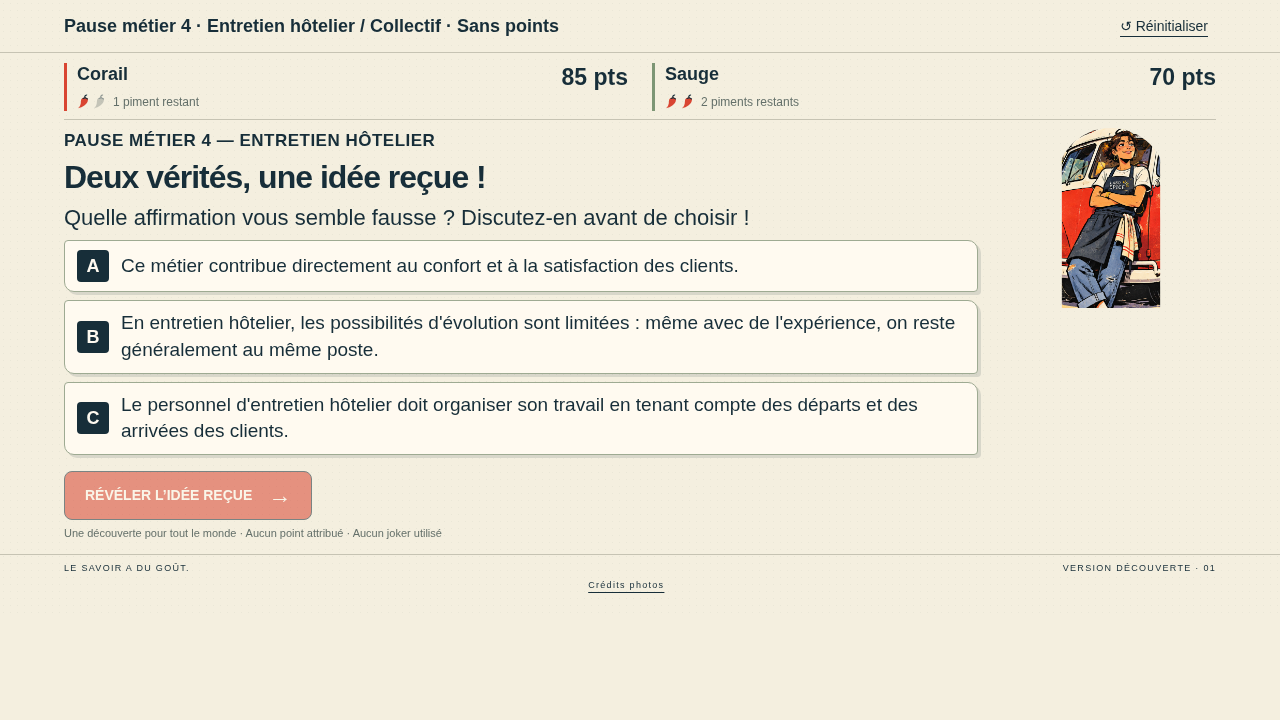 Pause métier 4 · Entretien hôtelier / Collectif · Sans points
↺ Réinitialiser
Corail
85 pts
1 piment restant
Sauge
70 pts
2 piments restants
PAUSE MÉTIER 4 — ENTRETIEN HÔTELIER
Deux vérités, une idée reçue !
Quelle affirmation vous semble fausse ? Discutez-en avant de choisir !
A
Ce métier contribue directement au confort et à la satisfaction des clients.
B
En entretien hôtelier, les possibilités d'évolution sont limitées : même avec de l'expérience, on reste
généralement au même poste.
C
Le personnel d'entretien hôtelier doit organiser son travail en tenant compte des départs et des
arrivées des clients.
RÉVÉLER L'IDÉE REÇUE →
Une découverte pour tout le monde · Aucun point attribué · Aucun joker utilisé
LE SAVOIR A DU GOÛT.
VERSION DÉCOUVERTE · 01
Crédits photos